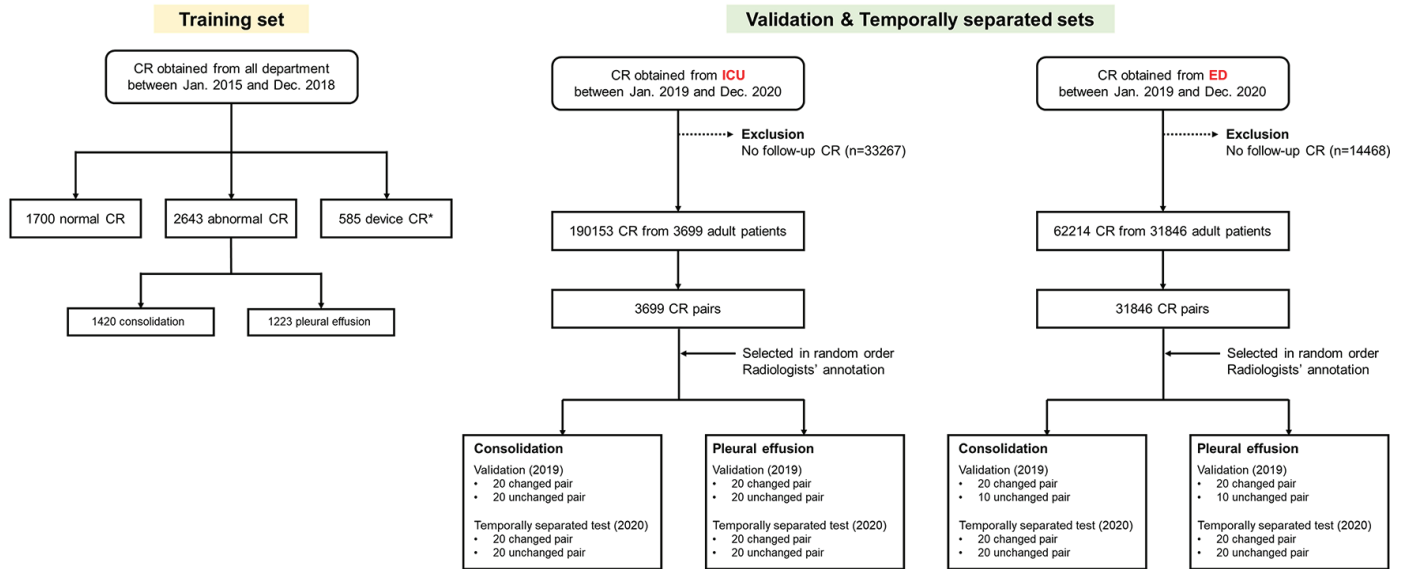 Training set
CR obtained from all department
between Jan. 2015 and Dec. 2018
1700 normal CR
2643 abnormal CR
585 device CR*
1420 consolidation
1223 pleural effusion
Validation & Temporally separated sets
CR obtained from ICU
between Jan. 2019 and Dec. 2020
Exclusion
No follow-up CR (n=33267)
190153 CR from 3699 adult patients
3699 CR pairs
Selected in random order
Radiologists' annotation
Consolidation
Validation (2019)
• 20 changed pair
• 20 unchanged pair
Temporally separated test (2020)
• 20 changed pair
• 20 unchanged pair
Pleural effusion
Validation (2019)
• 20 changed pair
• 20 unchanged pair
Temporally separated test (2020)
• 20 changed pair
• 20 unchanged pair
CR obtained from ED
between Jan. 2019 and Dec. 2020
Exclusion
No follow-up CR (n=14468)
62214 CR from 31846 adult patients
31846 CR pairs
Selected in random order
Radiologists' annotation
Consolidation
Validation (2019)
• 20 changed pair
• 10 unchanged pair
Temporally separated test (2020)
• 20 changed pair
• 20 unchanged pair
Pleural effusion
Validation (2019)
• 20 changed pair
• 10 unchanged pair
Temporally separated test (2020)
• 20 changed pair
• 20 unchanged pair